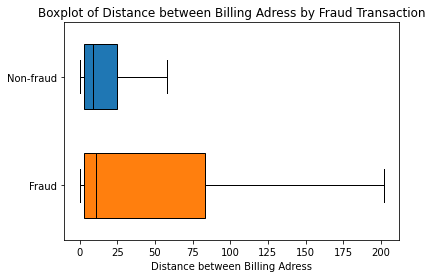 Boxplot of Distance between Billing Adress by Fraud Transaction
Non-fraud
Fraud
0 25 50 75 100 125 150 175 200
Distance between Billing Adress